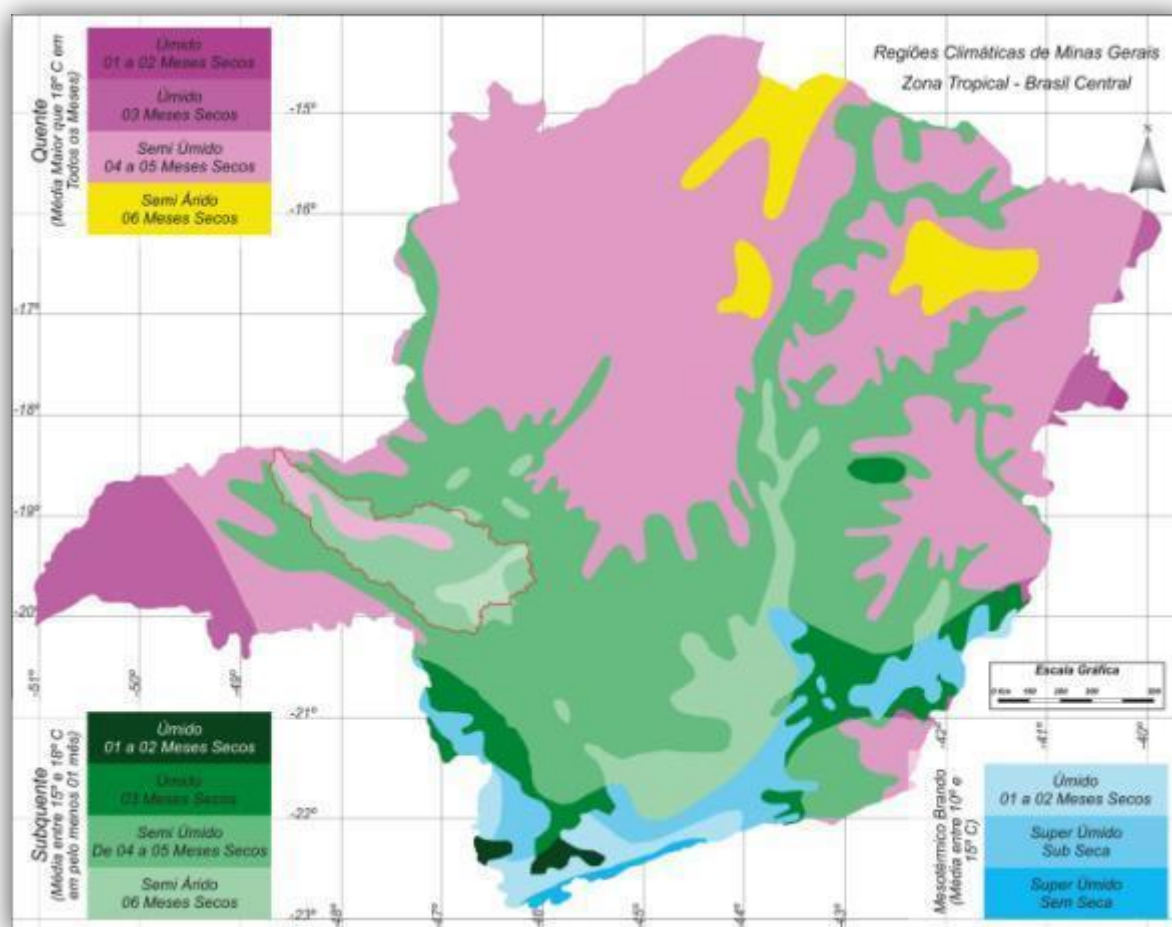 Regiões Climáticas de Minas Gerais
Zona Tropical - Brasil Central
Quente
(Média Maior que 18º C em
Todos os Meses)
Úmido
01 a 02 Meses Secos
Úmido
03 Meses Secos
Semi Úmido
04 a 05 Meses Secos
Semi Árido
06 Meses Secos
N
-15º
-16º
-17º
-18º
-19º
-20º
-21º
-22º
-21º
-51º
-50º
-49º
-48º
-47º
-46º
-45º
-44º
-43º
-42º
-41º
-40º
Escala Gráfica
0 Km
Subquente
(Média entre 15º e 18º C
em pelo menos 01 mês)
Úmido
01 a 02 Meses Secos
Úmido
03 Meses Secos
Semi Úmido
De 04 a 05 Meses Secos
Semi Árido
06 Meses Secos
Mesotérmico Brando
(Média entre 10º e
15º C)
Úmido
01 a 02 Meses Secos
Super Úmido
Sub Seca
Super Úmido
Sem Seca